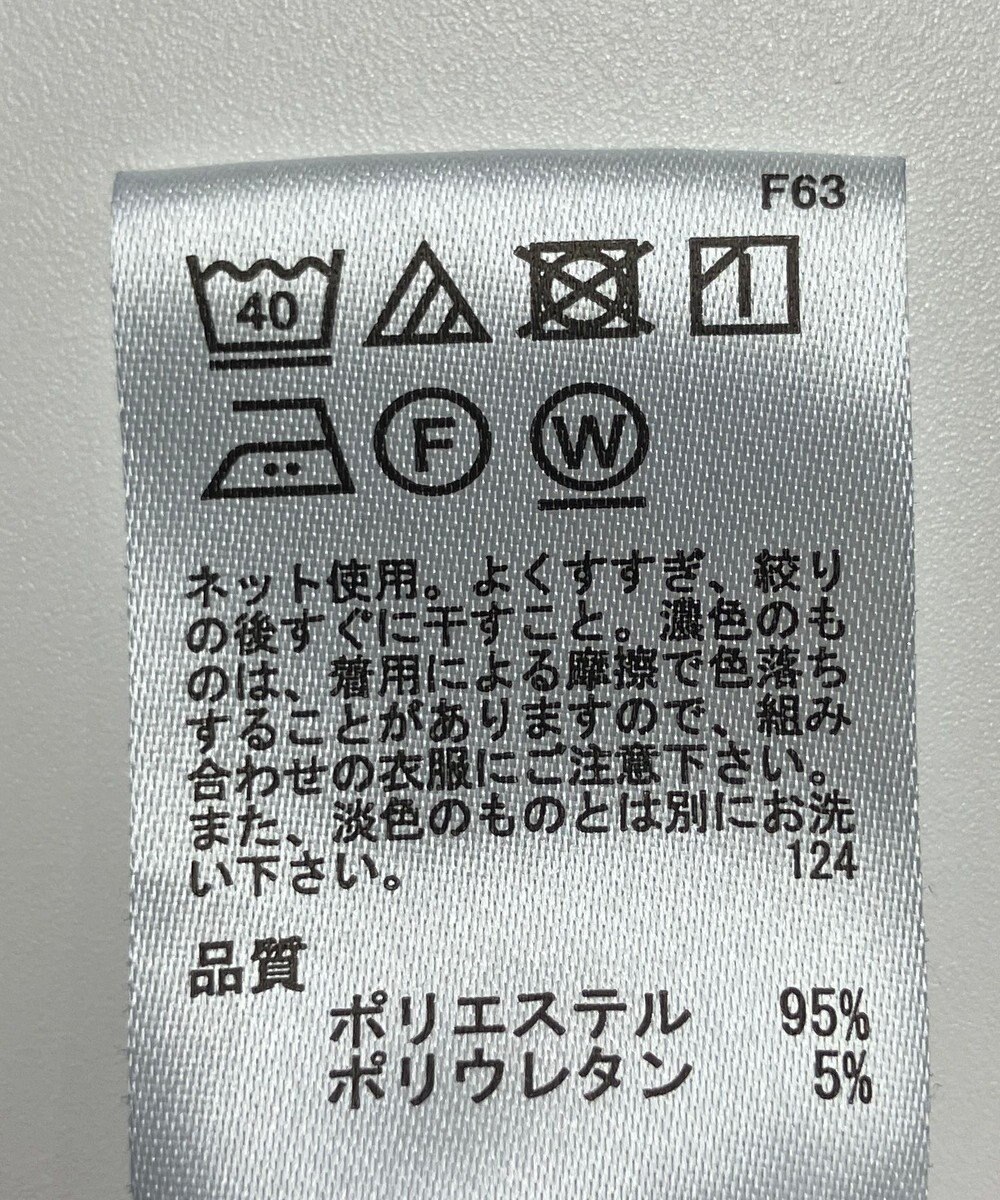 F63
40
F W
ネット使用。よくすすぎ、絞り
の後すぐに干すこと。濃色のも
のは、着用による摩擦で色落ち
することがありますので、組み
合わせの衣服にご注意下さい。
また、淡色のものとは別にお洗
い下さい。 124
品質
ポリエステル 95%
ポリウレタン 5%